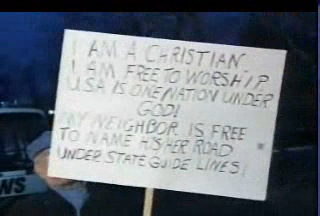 I AM A CHRISTIAN
I AM FREE TO WORSHIP
USA IS ONE NATION UNDER
GOD!
MY NEIGHBOR IS FREE
TO NAME HIS HER ROAD
UNDER STATE GUIDE LINES!
WS